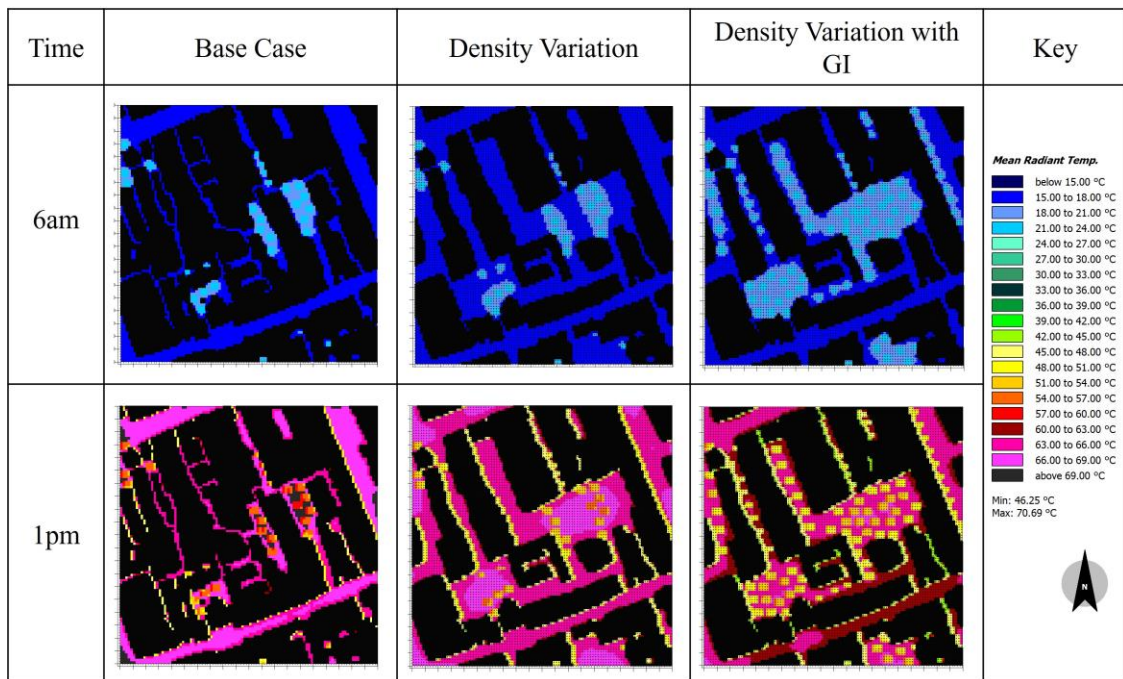 Time
Base Case
Density Variation
Density Variation with
GI
Key
6am
Mean Radiant Temp.
below 15.00 °C
15.00 to 18.00 °C
18.00 to 21.00 °C
21.00 to 24.00 °C
24.00 to 27.00 °C
27.00 to 30.00 °C
30.00 to 33.00 °C
33.00 to 36.00 °C
36.00 to 39.00 °C
39.00 to 42.00 °C
42.00 to 45.00 °C
45.00 to 48.00 °C
48.00 to 51.00 °C
51.00 to 54.00 °C
54.00 to 57.00 °C
57.00 to 60.00 °C
60.00 to 63.00 °C
63.00 to 66.00 °C
66.00 to 69.00 °C
above 69.00 °C
Min: 46.25 °C
Max: 70.69 °C
1pm
N